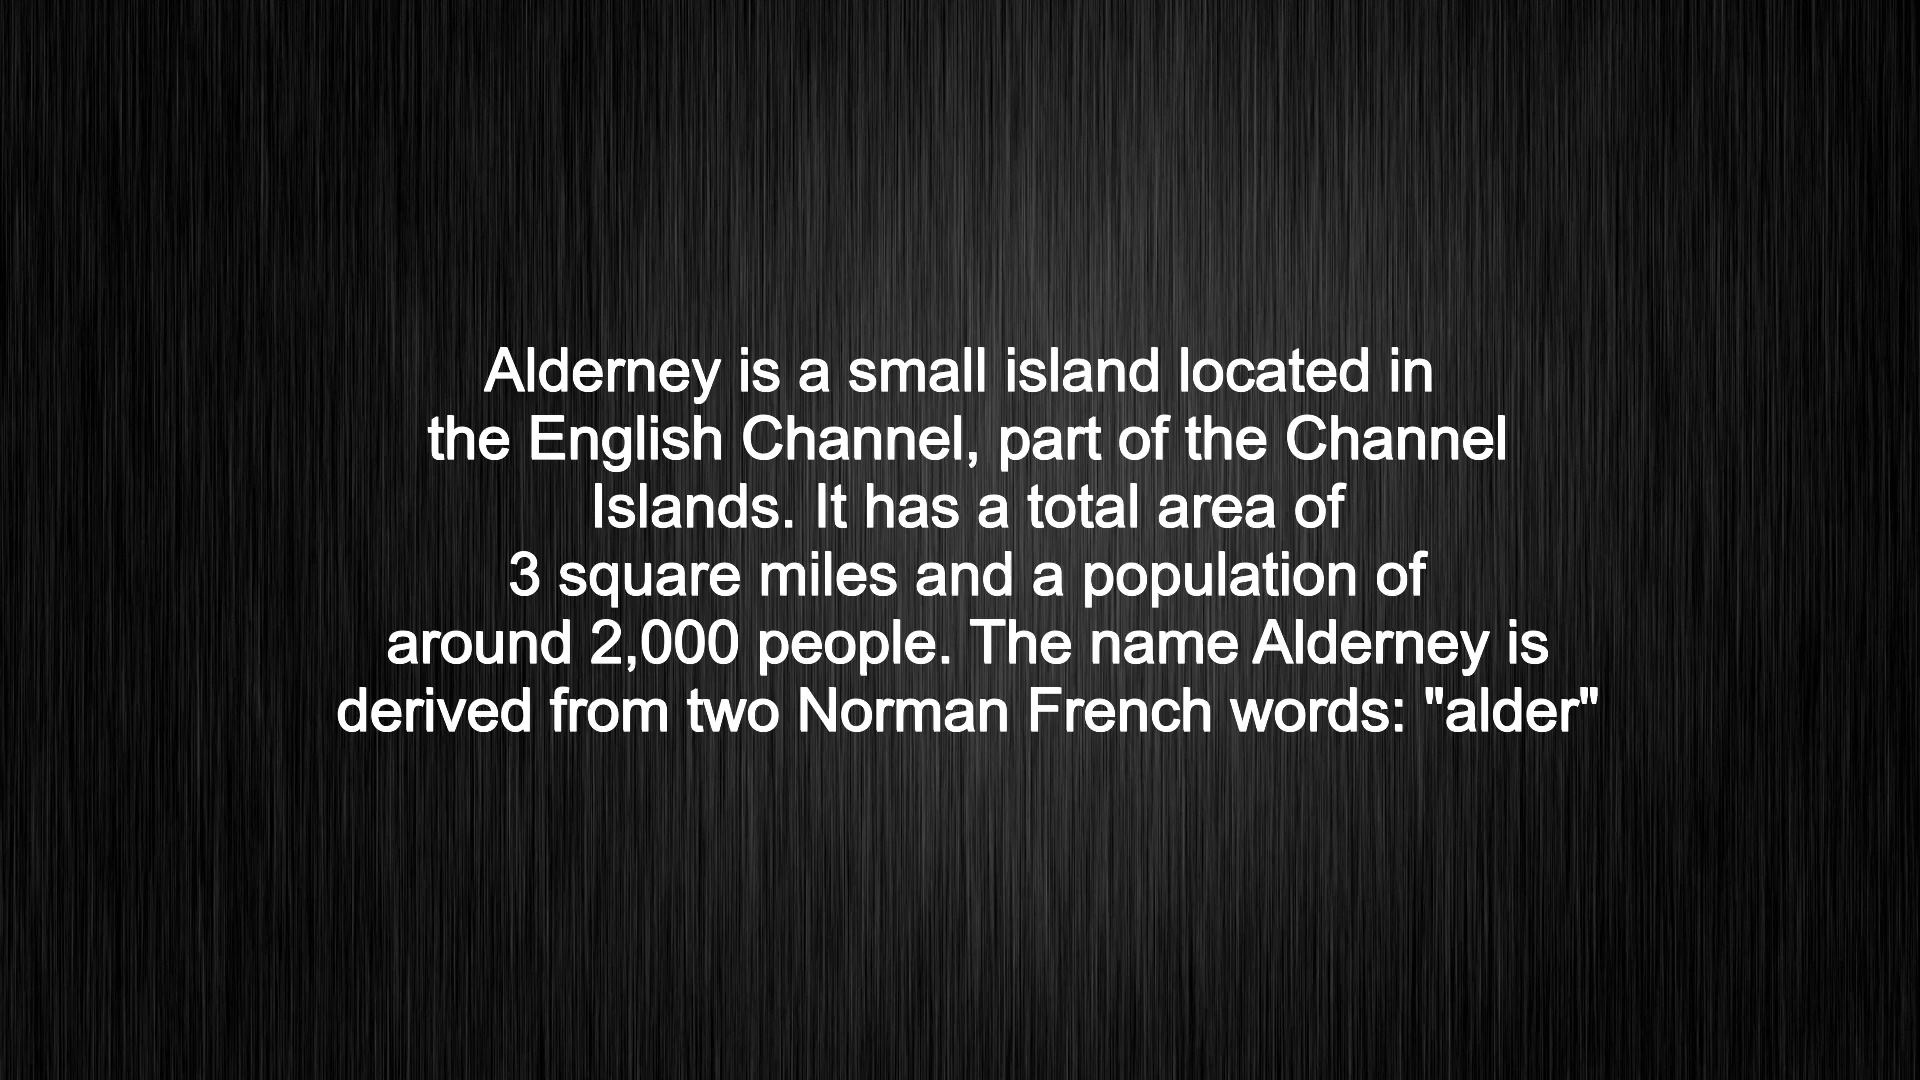 Alderney is a small island located in
the English Channel, part of the Channel
Islands. It has a total area of
3 square miles and a population of
around 2,000 people. The name Alderney is
derived from two Norman French words: "alder"